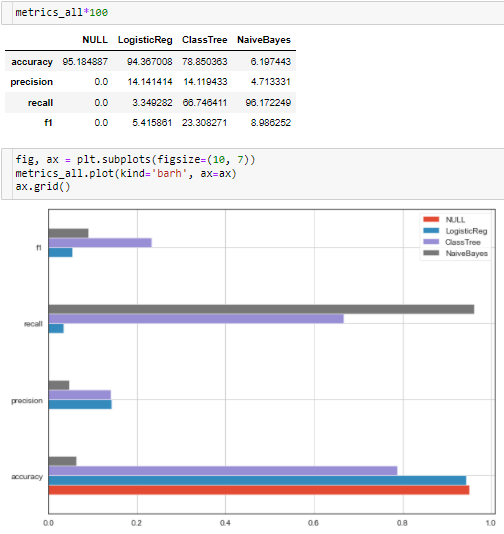 metrics_all*100
NULL LogisticReg ClassTree NaiveBayes
accuracy 95.184887 94.367008 78.850363 6.197443
precision 0.0 14.141414 14.119433 4.713331
recall 0.0 3.349282 66.746411 96.172249
f1 0.0 5.415861 23.308271 8.986252
fig, ax = plt.subplots(figsize=(10, 7))
metrics_all.plot(kind='barh', ax=ax)
ax.grid()
NULL
LogisticReg
ClassTree
NaiveBayes
f1
recall
precision
accuracy
0.0 0.2 0.4 0.6 0.8 1.0